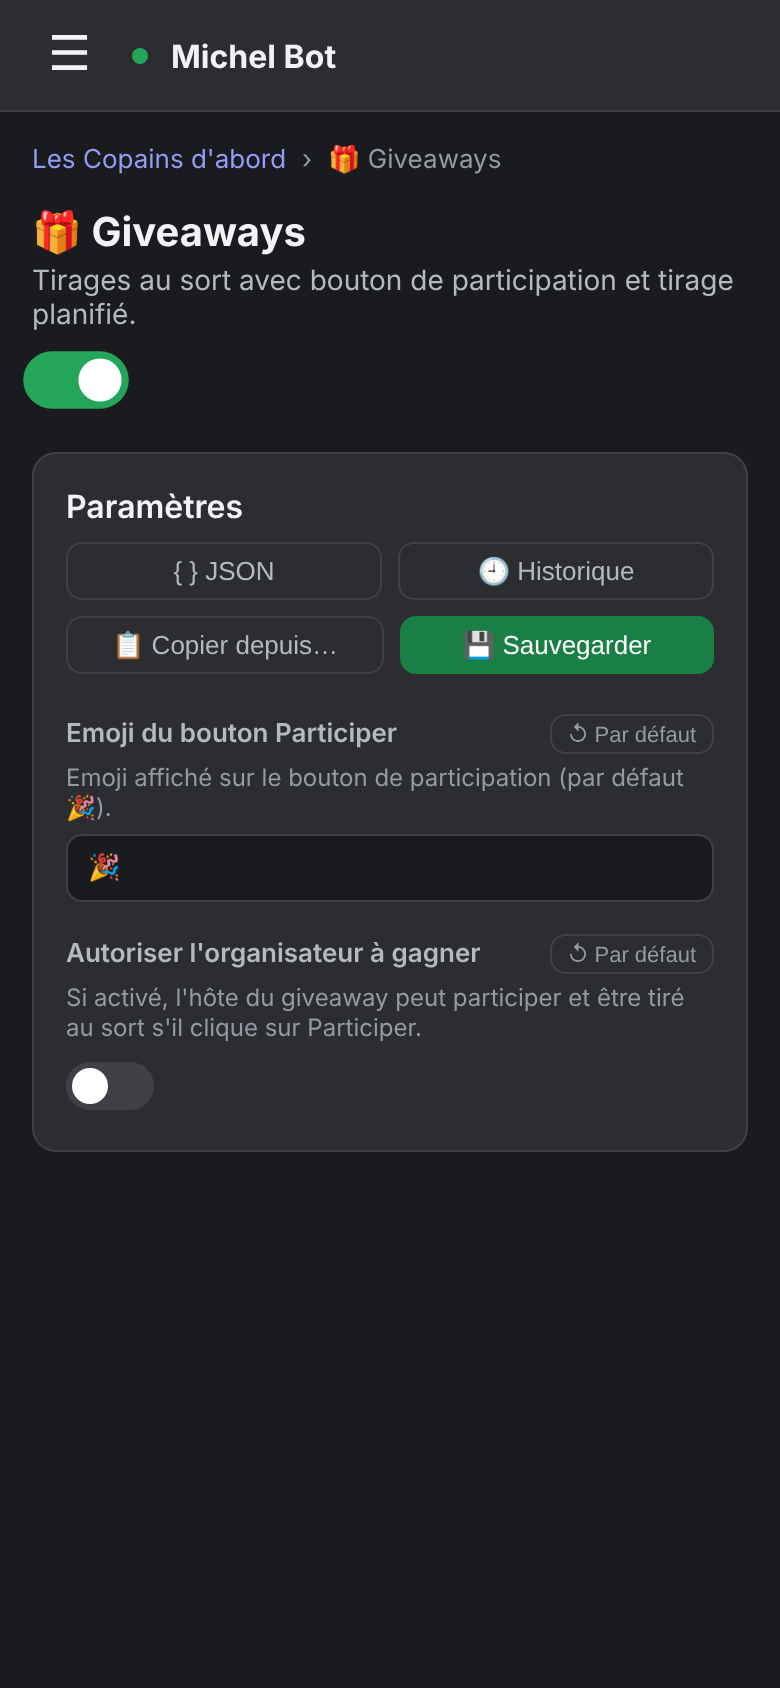 ☰ Michel Bot
Les Copains d'abord › 🎁 Giveaways
🎁 Giveaways
Tirages au sort avec bouton de participation et tirage
planifié.
Paramètres
{ } JSON
🕘 Historique
📋 Copier depuis…
💾 Sauvegarder
Emoji du bouton Participer
↺ Par défaut
Emoji affiché sur le bouton de participation (par défaut
🎉).
🎉
Autoriser l'organisateur à gagner
↺ Par défaut
Si activé, l'hôte du giveaway peut participer et être tiré
au sort s'il clique sur Participer.